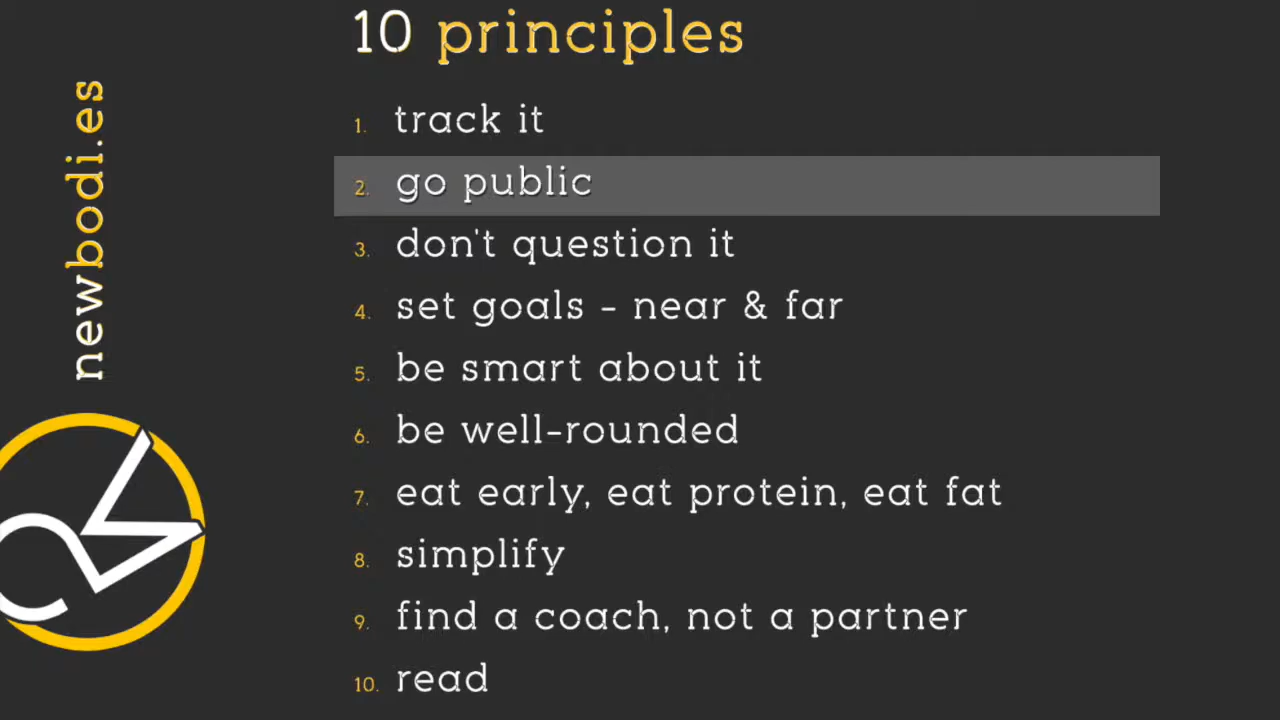 10 principles
newbodi.es
1. track it
2. go public
3. don't question it
4. set goals - near & far
5. be smart about it
6. be well-rounded
7. eat early, eat protein, eat fat
8. simplify
9. find a coach, not a partner
10. read